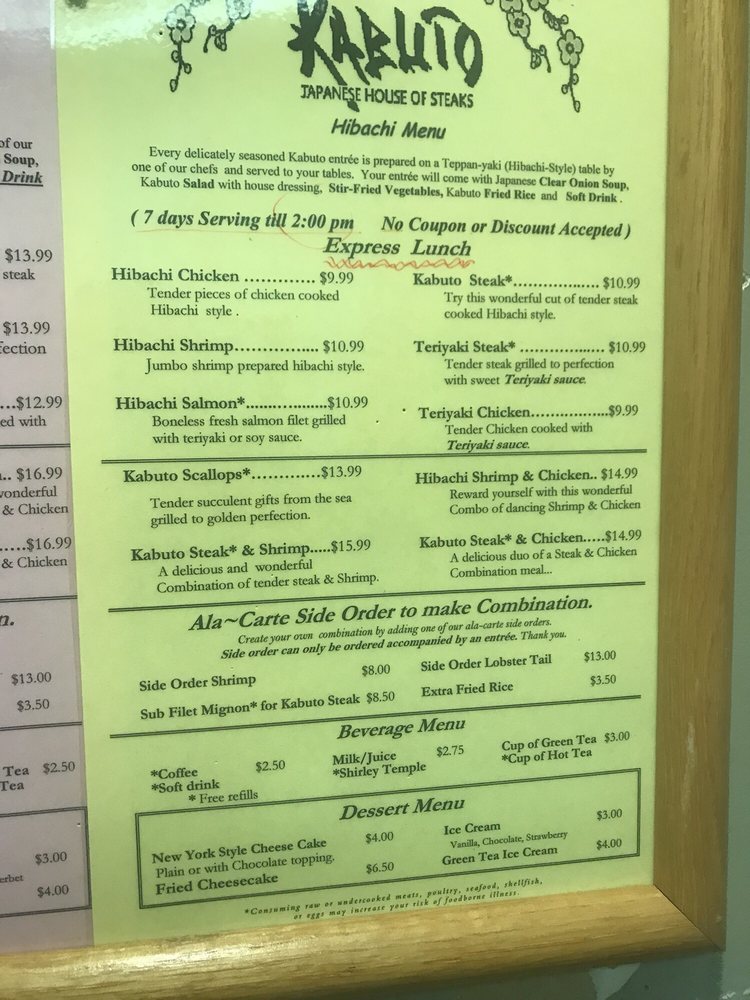 of our
Soup,
Drink
$13.99
steak
$13.99
fection
...$12.99
ed with
.. $16.99
wonderful
& Chicken
.....$16.99
& Chicken
n.
$13.00
$3.50
Tea $2.50
Tea
$3.00
erbet
$4.00
KABUTO
JAPANESE HOUSE OF STEAKS
Hibachi Menu
Every delicately seasoned Kabuto entrée is prepared on a Teppan-yaki (Hibachi-Style) table by
one of our chefs and served to your tables. Your entrée will come with Japanese Clear Onion Soup,
Kabuto Salad with house dressing, Stir-Fried Vegetables, Kabuto Fried Rice and Soft Drink.
( 7 days Serving till 2:00 pm No Coupon or Discount Accepted )
Express Lunch
Hibachi Chicken ............. $9.99
Tender pieces of chicken cooked
Hibachi style .
Hibachi Shrimp................ $10.99
Jumbo shrimp prepared hibachi style.
Hibachi Salmon*................$10.99
Boneless fresh salmon filet grilled
with teriyaki or soy sauce.
Kabuto Steak*.................. $10.99
Try this wonderful cut of tender steak
cooked Hibachi style.
Teriyaki Steak* .................. $10.99
Tender steak grilled to perfection
with sweet Teriyaki sauce.
Teriyaki Chicken................$9.99
Tender Chicken cooked with
Teriyaki sauce.
Kabuto Scallops*.............$13.99
Tender succulent gifts from the sea
grilled to golden perfection.
Kabuto Steak* & Shrimp.....$15.99
A delicious and wonderful
Combination of tender steak & Shrimp.
Hibachi Shrimp & Chicken.. $14.99
Reward yourself with this wonderful
Combo of dancing Shrimp & Chicken
Kabuto Steak* & Chicken.....$14.99
A delicious duo of a Steak & Chicken
Combination meal...
Ala~Carte Side Order to make Combination.
Create your own combination by adding one of our ala-carte side orders.
Side order can only be ordered accompanied by an entrée. Thank you.
Side Order Shrimp $8.00
Sub Filet Mignon* for Kabuto Steak $8.50
Side Order Lobster Tail $13.00
Extra Fried Rice $3.50
Beverage Menu
*Coffee $2.50
*Soft drink
* Free refills
Milk/Juice $2.75
*Shirley Temple
Cup of Green Tea $3.00
*Cup of Hot Tea
Dessert Menu
New York Style Cheese Cake $4.00
Plain or with Chocolate topping.
Fried Cheesecake $6.50
Ice Cream $3.00
Vanilla, Chocolate, Strawberry
Green Tea Ice Cream $4.00
*Consuming raw or undercooked meats, poultry, seafood, shellfish,
or eggs may increase your risk of foodborne illness.